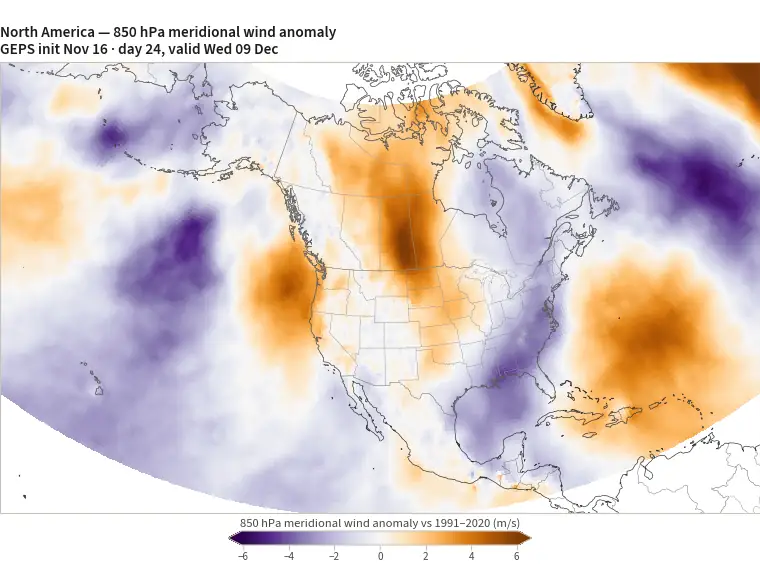 North America — 850 hPa meridional wind anomaly
GEPS init Nov 16 · day 24, valid Wed 09 Dec
850 hPa meridional wind anomaly vs 1991–2020 (m/s)
−6 −4 −2 0 2 4 6